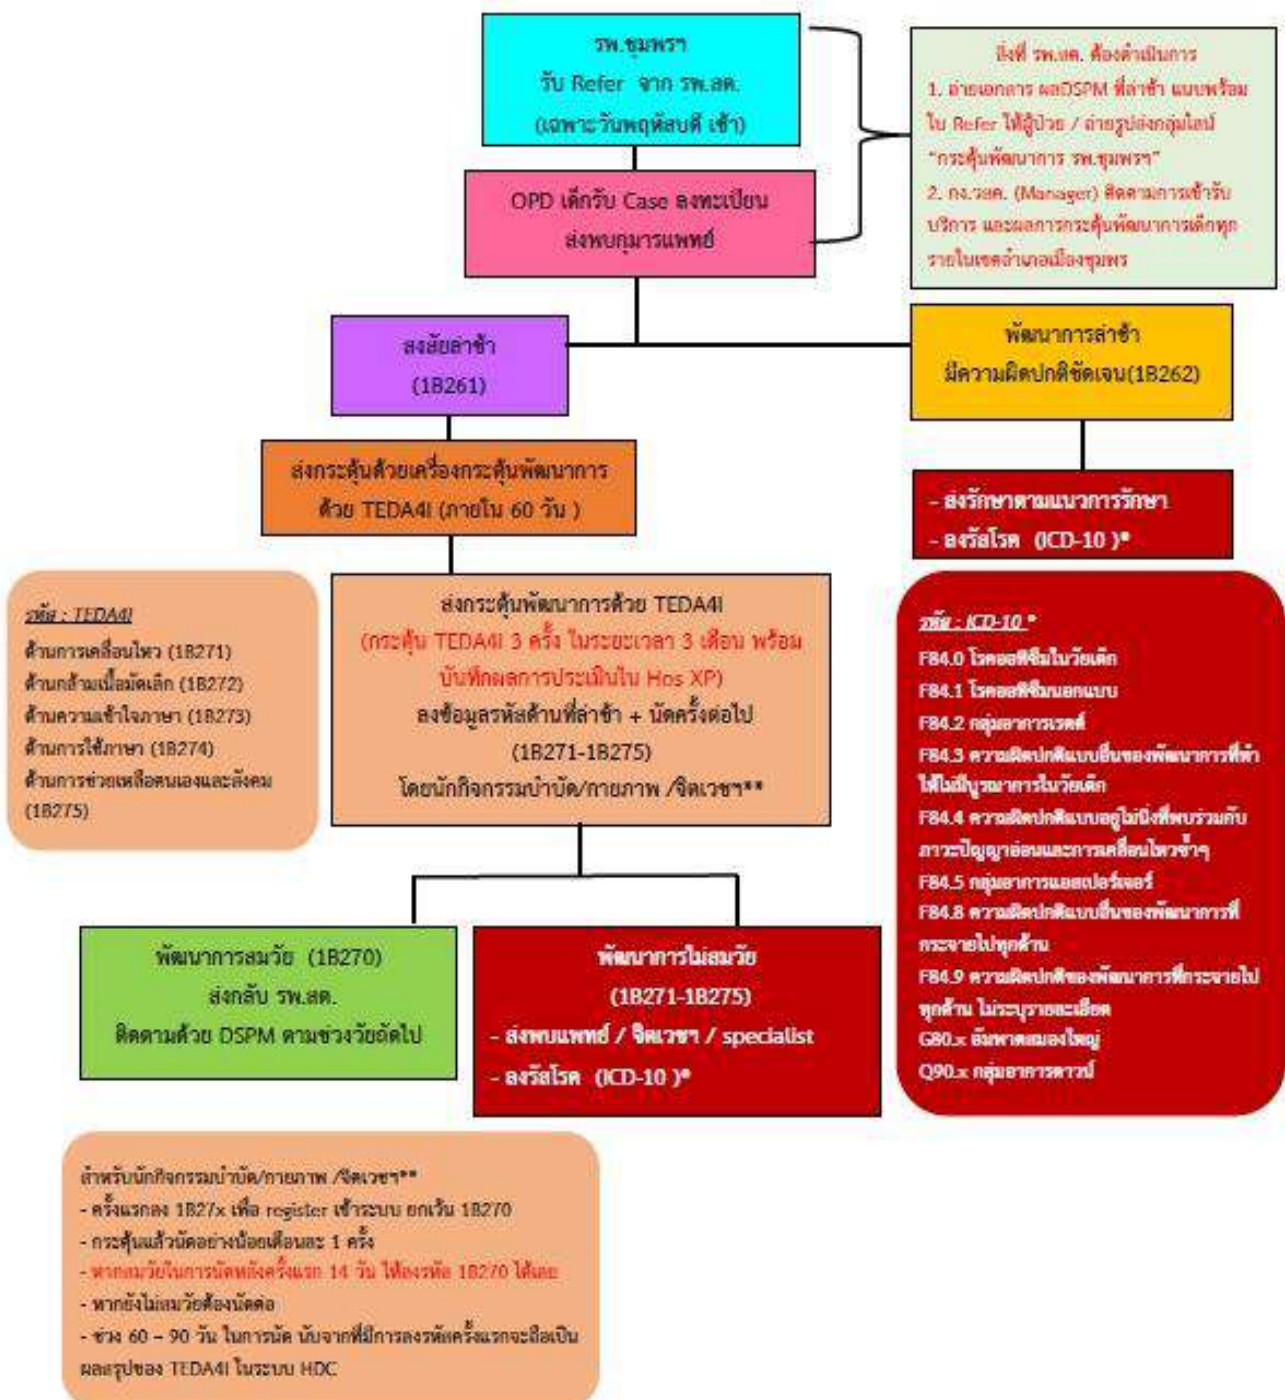 รพ.ชุมพรฯ
รับ Refer จาก รพ.สต.
(เฉพาะวันพฤหัสบดี เช้า)
สิ่งที่ รพ.สต. ต้องดำเนินการ
1. ถ่ายเอกสาร ผลDSPM ที่ล่าช้า แนบพร้อม
ใบ Refer ให้ผู้ป่วย / ถ่ายรูปส่งกลุ่มไลน์
"กระตุ้นพัฒนาการ รพ.ชุมพรฯ"
2. กง.วสค. (Manager) ติดตามการเข้ารับ
บริการ และผลการกระตุ้นพัฒนาการเด็กทุก
รายในเขตอำเภอเมืองชุมพร
OPD เด็กรับ Case ลงทะเบียน
ส่งพบกุมารแพทย์
สงสัยล่าช้า
(1B261)
พัฒนาการล่าช้า
มีความผิดปกติชัดเจน(1B262)
ส่งกระตุ้นด้วยเครื่องกระตุ้นพัฒนาการ
ด้วย TEDA4I (ภายใน 60 วัน )
- ส่งรักษาตามแนวการรักษา
- ลงรัสโรค (ICD-10 )*
รหัส : TEDA4I
ด้านการเคลื่อนไหว (1B271)
ด้านกล้ามเนื้อมัดเล็ก (1B272)
ด้านความเข้าใจภาษา (1B273)
ด้านการใช้ภาษา (1B274)
ด้านการช่วยเหลือตนเองและสังคม
(1B275)
ส่งกระตุ้นพัฒนาการด้วย TEDA4I
(กระตุ้น TEDA4I 3 ครั้ง ในระยะเวลา 3 เดือน พร้อม
บันทึกผลการประเมินใน Hos XP)
ลงข้อมูลรหัสด้านที่ล่าช้า + นัดครั้งต่อไป
(1B271-1B275)
โดยนักกิจกรรมบำบัด/กายภาพ /จิตเวชฯ**
รหัส : ICD-10 *
F84.0 โรคออทิซึมในวัยเด็ก
F84.1 โรคออทิซึมนอกแบบ
F84.2 กลุ่มอาการเรตต์
F84.3 ความผิดปกติแบบอื่นของพัฒนาการที่ทำ
ให้ไม่มีบูรณาการในวัยเด็ก
F84.4 ความผิดปกติแบบอยู่ไม่นิ่งที่พบร่วมกับ
ภาวะปัญญาอ่อนและการเคลื่อนไหวซ้ำๆ
F84.5 กลุ่มอาการแอสเปอร์เจอร์
F84.8 ความผิดปกติแบบอื่นของพัฒนาการที่
กระจายไปทุกด้าน
F84.9 ความผิดปกติของพัฒนาการที่กระจายไป
ทุกด้าน ไม่ระบุรายละเอียด
G80.x อัมพาตสมองใหญ่
Q90.x กลุ่มอาการดาวน์
พัฒนาการสมวัย (1B270)
ส่งกลับ รพ.สต.
ติดตามด้วย DSPM ตามช่วงวัยถัดไป
พัฒนาการไม่สมวัย
(1B271-1B275)
- ส่งพบแพทย์ / จิตเวชฯ / specialist
- ลงรัสโรค (ICD-10 )*
สำหรับนักกิจกรรมบำบัด/กายภาพ /จิตเวชฯ**
- ครั้งแรกลง 1B27x เพื่อ register เข้าระบบ ยกเว้น 1B270
- กระตุ้นแล้วนัดอย่างน้อยเดือนละ 1 ครั้ง
- หากสมวัยในการนัดหลังครั้งแรก 14 วัน ให้ลงรหัส 1B270 ได้เลย
- หากยังไม่สมวัยต้องนัดต่อ
- ช่วง 60 – 90 วัน ในการนัด นับจากที่มีการลงรหัสครั้งแรกจะถือเป็น
ผลสรุปของ TEDA4I ในระบบ HDC